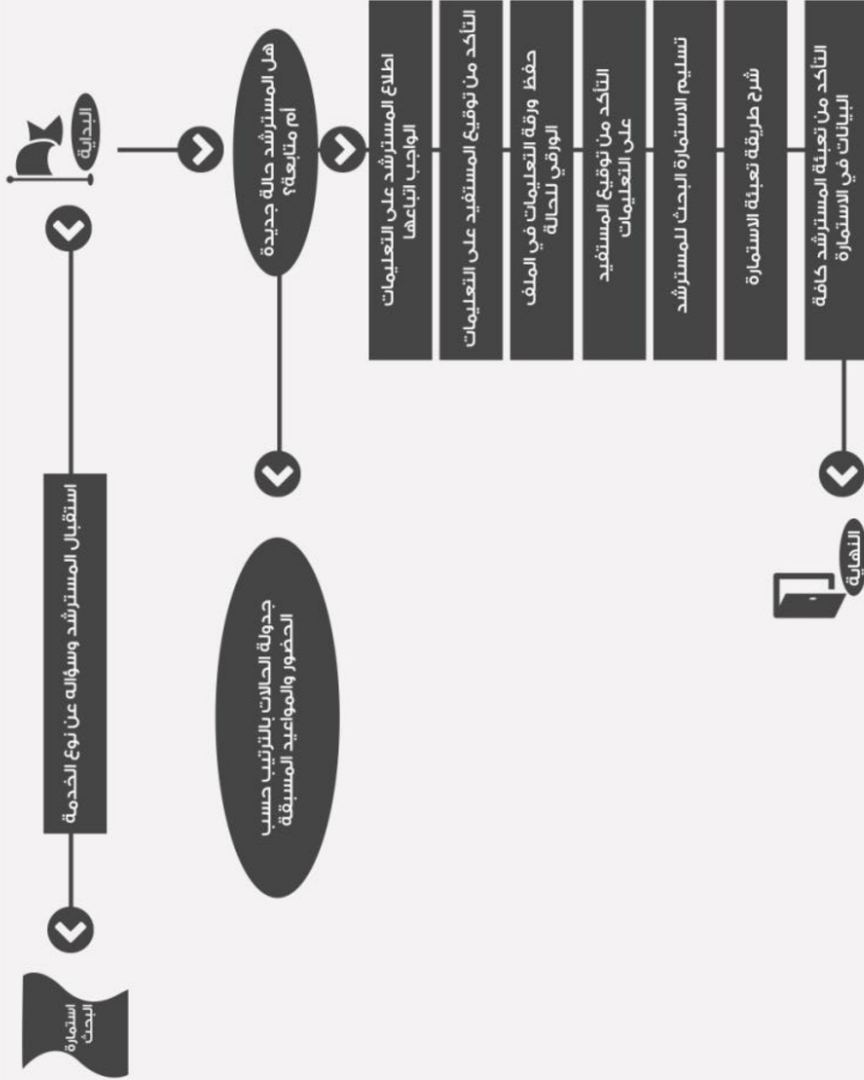 البداية
استقبال المسترشد وسؤاله عن نوع الخدمة
استمارة
البحث
هل المسترشد حالة جديدة
أم متابعة؟
جدولة الحالات بالترتيب حسب
الحضور والمواعيد المسبقة
اطلاع المسترشد على التعليمات
الواجب اتباعها
التأكد من توقيع المستفيد على التعليمات
حفظ ورقة التعليمات في الملف
الورقي للحالة
التأكد من توقيع المستفيد
على التعليمات
تسليم الاستمارة البحث للمسترشد
شرح طريقة تعبئة الاستمارة
التأكد من تعبئة المسترشد كافة
البيانات في الاستمارة
النهاية